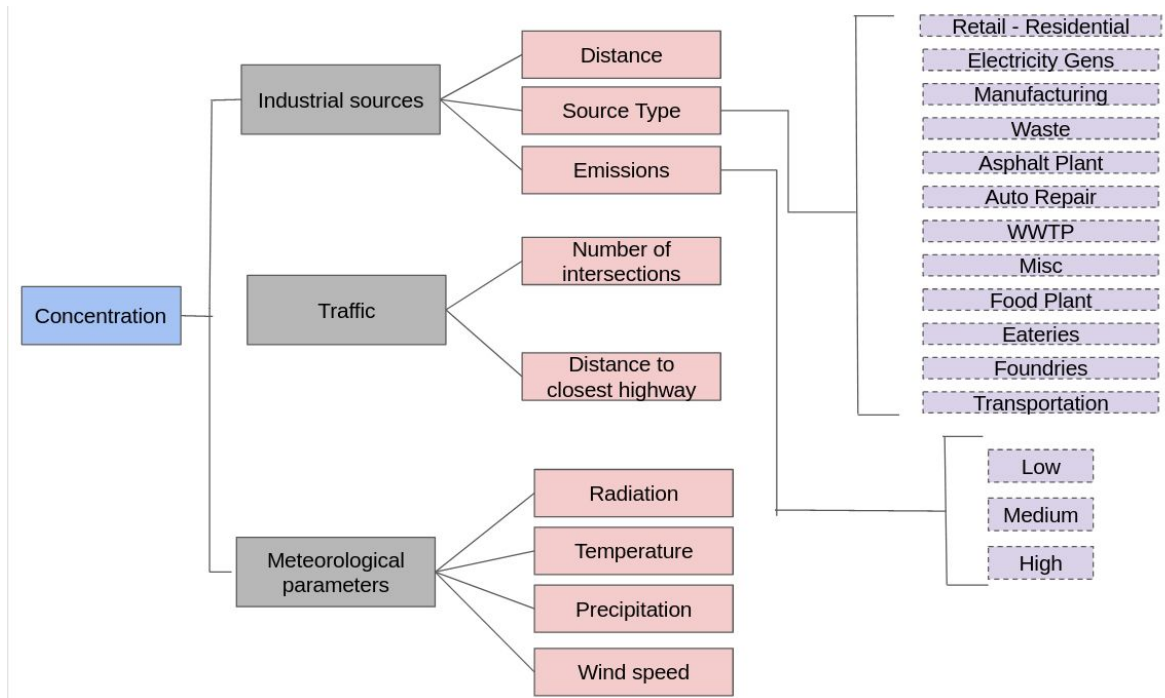 Concentration
Industrial sources
Traffic
Meteorological
parameters
Distance
Source Type
Emissions
Number of
intersections
Distance to
closest highway
Radiation
Temperature
Precipitation
Wind speed
Retail - Residential
Electricity Gens
Manufacturing
Waste
Asphalt Plant
Auto Repair
WWTP
Misc
Food Plant
Eateries
Foundries
Transportation
Low
Medium
High